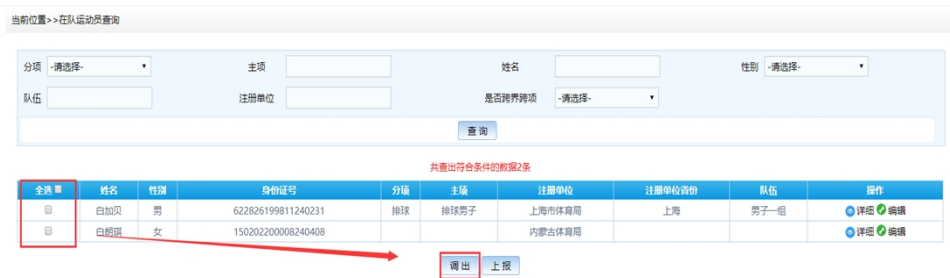 当前位置>>在队运动员查询
分项 -请选择- 主项 姓名 性别 -请选择-
队伍 注册单位 是否跨界跨项 -请选择-
查询
共查出符合条件的数据2条
全选 姓名 性别 身份证号 分项 主项 注册单位 注册单位省份 队伍 操作
白加贝 男 622826199811240231 排球 排球男子 上海市体育局 上海 男子一组 详细 编辑
白朗琪 女 150202200008240408 内蒙古体育局 详细 编辑
调出 上报